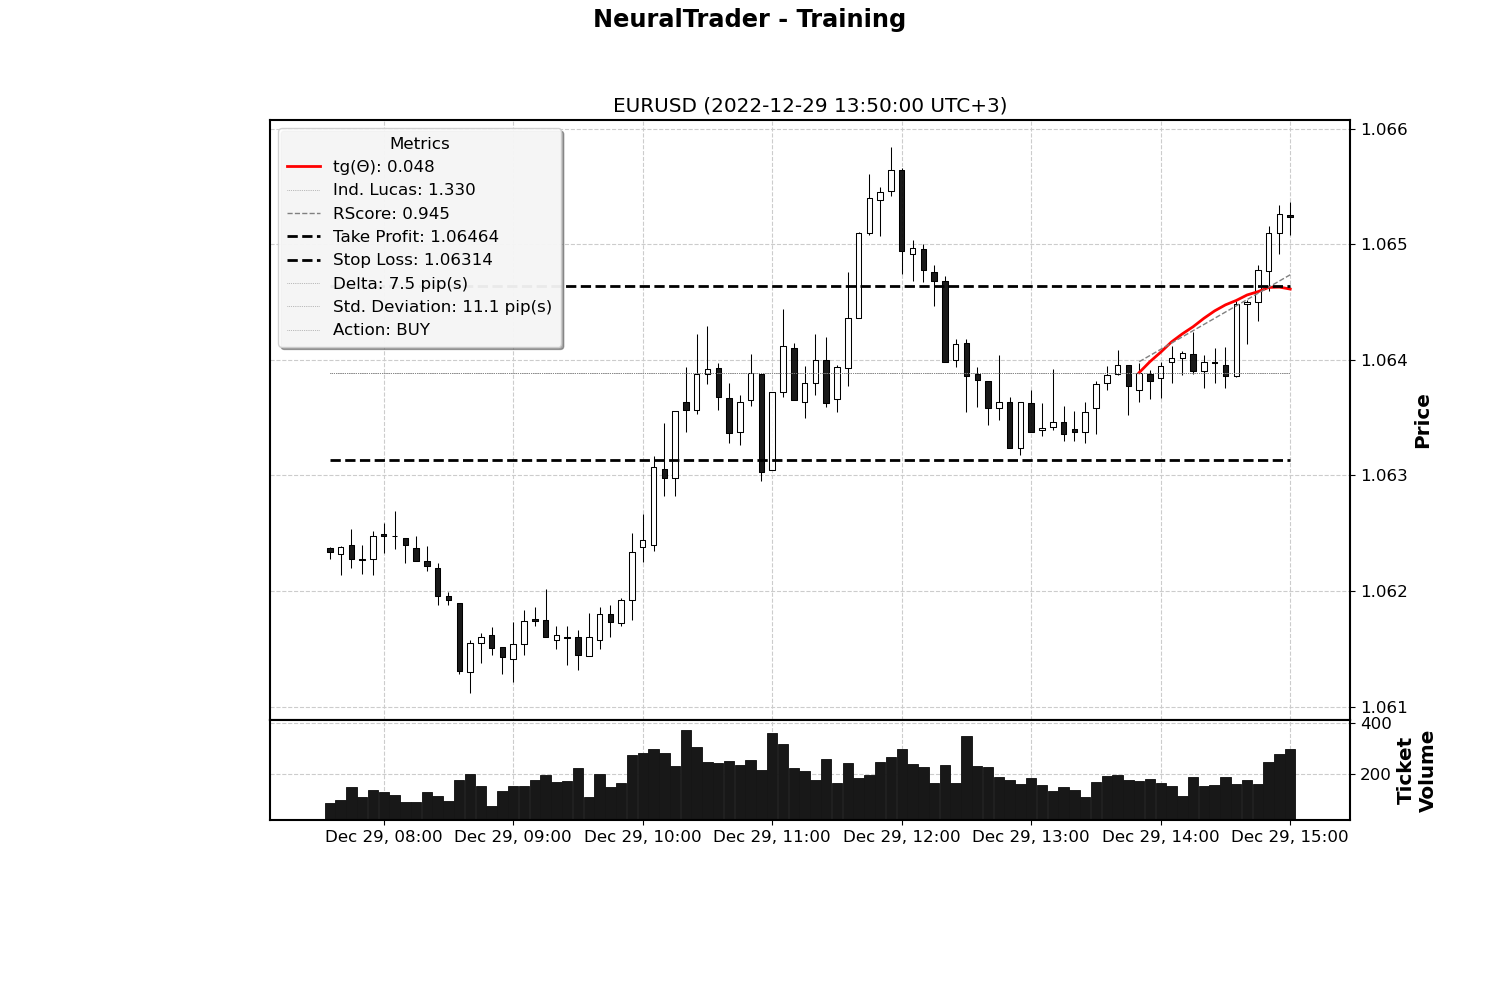 NeuralTrader - Training
EURUSD (2022-12-29 13:50:00 UTC+3)
Metrics
tg(Θ): 0.048
Ind. Lucas: 1.330
RScore: 0.945
Take Profit: 1.06464
Stop Loss: 1.06314
Delta: 7.5 pip(s)
Std. Deviation: 11.1 pip(s)
Action: BUY
1.066
1.065
1.064
1.063
1.062
1.061
Price
400
200
Ticket
Volume
Dec 29, 08:00
Dec 29, 09:00
Dec 29, 10:00
Dec 29, 11:00
Dec 29, 12:00
Dec 29, 13:00
Dec 29, 14:00
Dec 29, 15:00